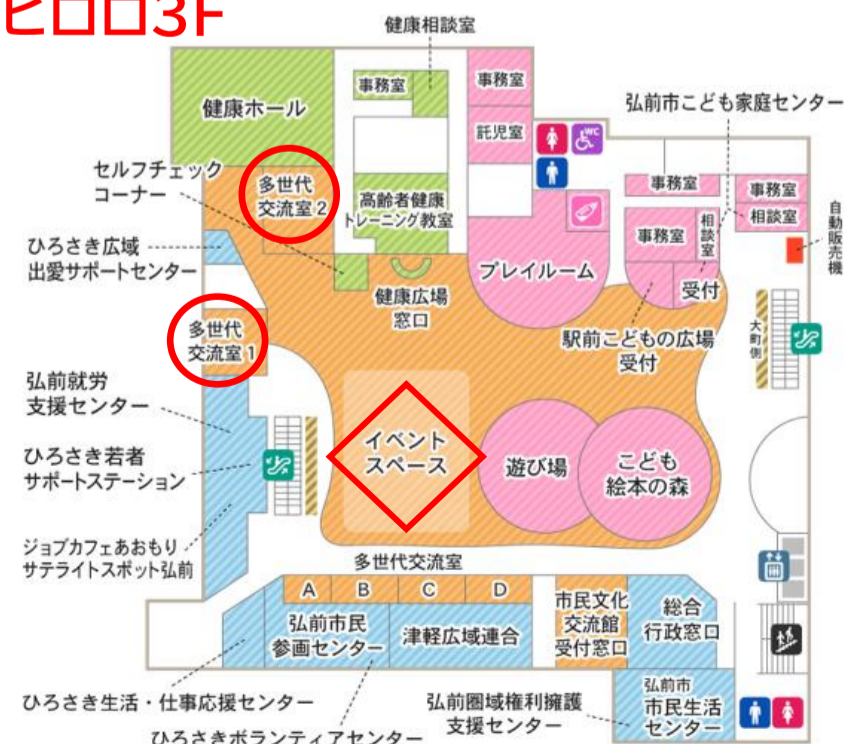 ヒロロ3F
健康相談室
事務室
事務室
健康ホール
託児室
WC
弘前市こども家庭センター
セルフチェック
コーナー
多世代
交流室2
高齢者健康
トレーニング教室
事務室
事務室
相談室
事務室
相談室
自動販売機
ひろさき広域
出愛サポートセンター
プレイルーム
健康広場
窓口
受付
多世代
交流室1
駅前こどもの広場
受付
大町側
弘前就労
支援センター
イベント
スペース
遊び場
こども
絵本の森
ひろさき若者
サポートステーション
ジョブカフェあおもり
サテライトスポット弘前
多世代交流室
A
B
C
D
市民文化
交流館
受付窓口
総合
行政窓口
弘前市民
参画センター
津軽広域連合
ひろさき生活・仕事応援センター
弘前圏域権利擁護
支援センター
弘前市
市民生活
センター
ひろさきボランティアセンター